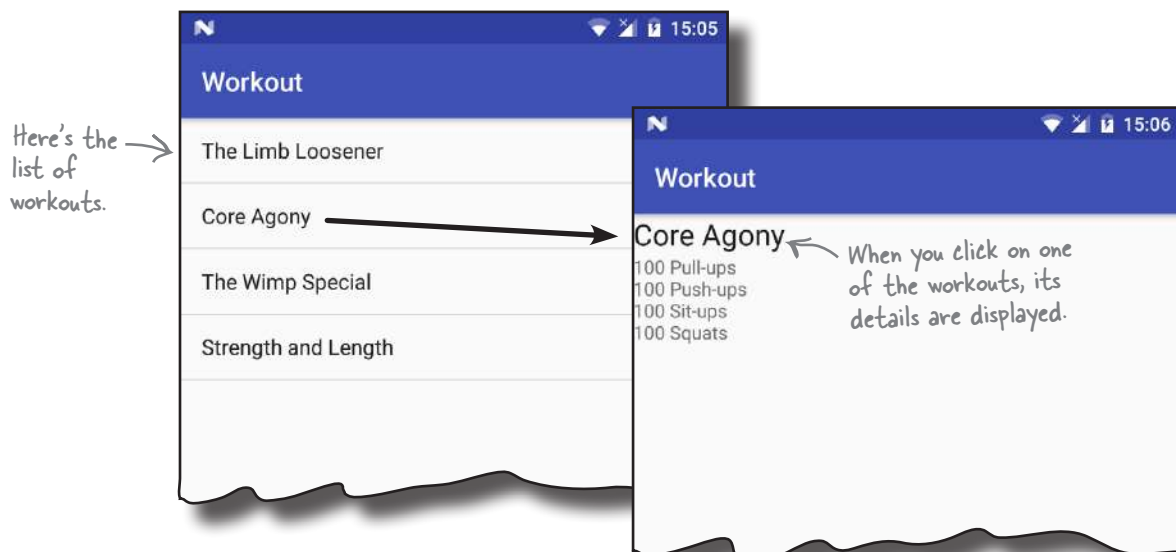 15:05
Workout
Here's the
list of
workouts.
The Limb Loosener
Core Agony
The Wimp Special
Strength and Length
15:06
Workout
Core Agony
100 Pull-ups
100 Push-ups
100 Sit-ups
100 Squats
When you click on one
of the workouts, its
details are displayed.